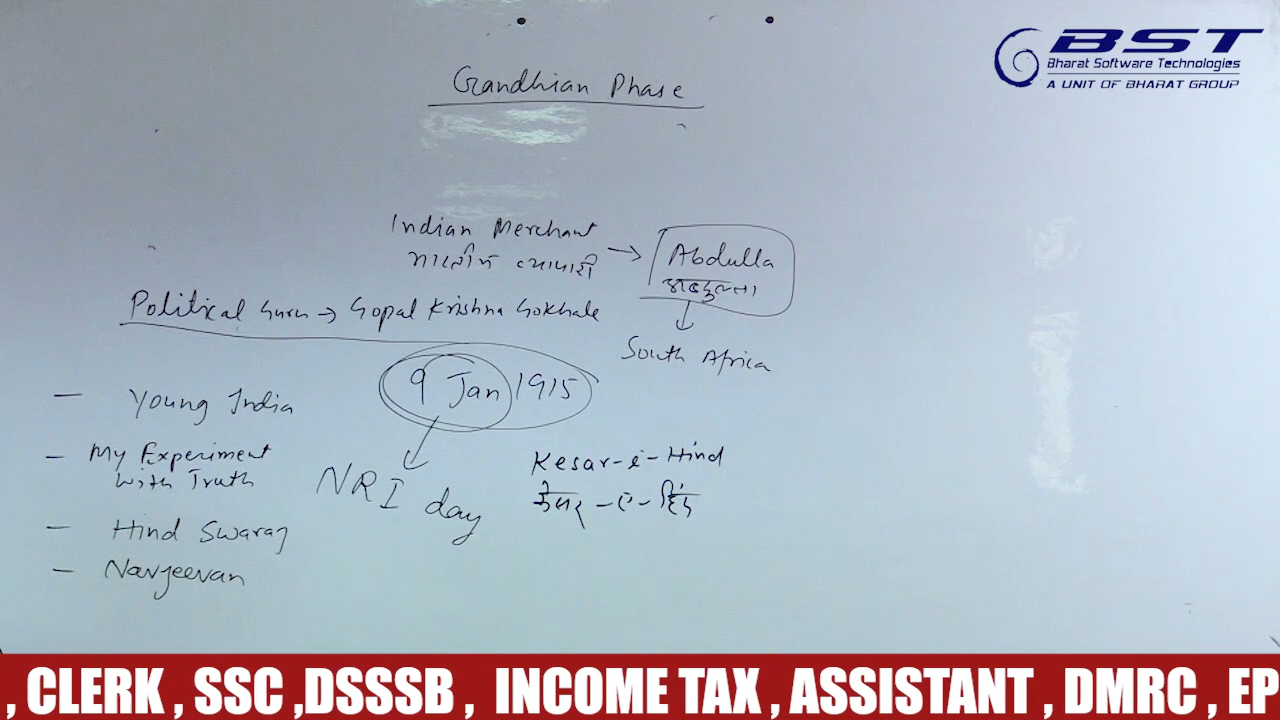 BST
Bharat Software Technologies
A UNIT OF BHARAT GROUP
Gandhian Phase
Indian Merchant → Abdulla
भारतीय व्यापारी
अब्दुल्ला
South Africa
Political Guru → Gopal Krishna Gokhale
9 Jan 1915
NRI day
- Young India
- My Experiment
with Truth
- Hind Swaraj
- Navjeevan
Kesar-i-Hind
केसर-ए-हिंद
, CLERK , SSC ,DSSSB , INCOME TAX , ASSISTANT , DMRC , EP